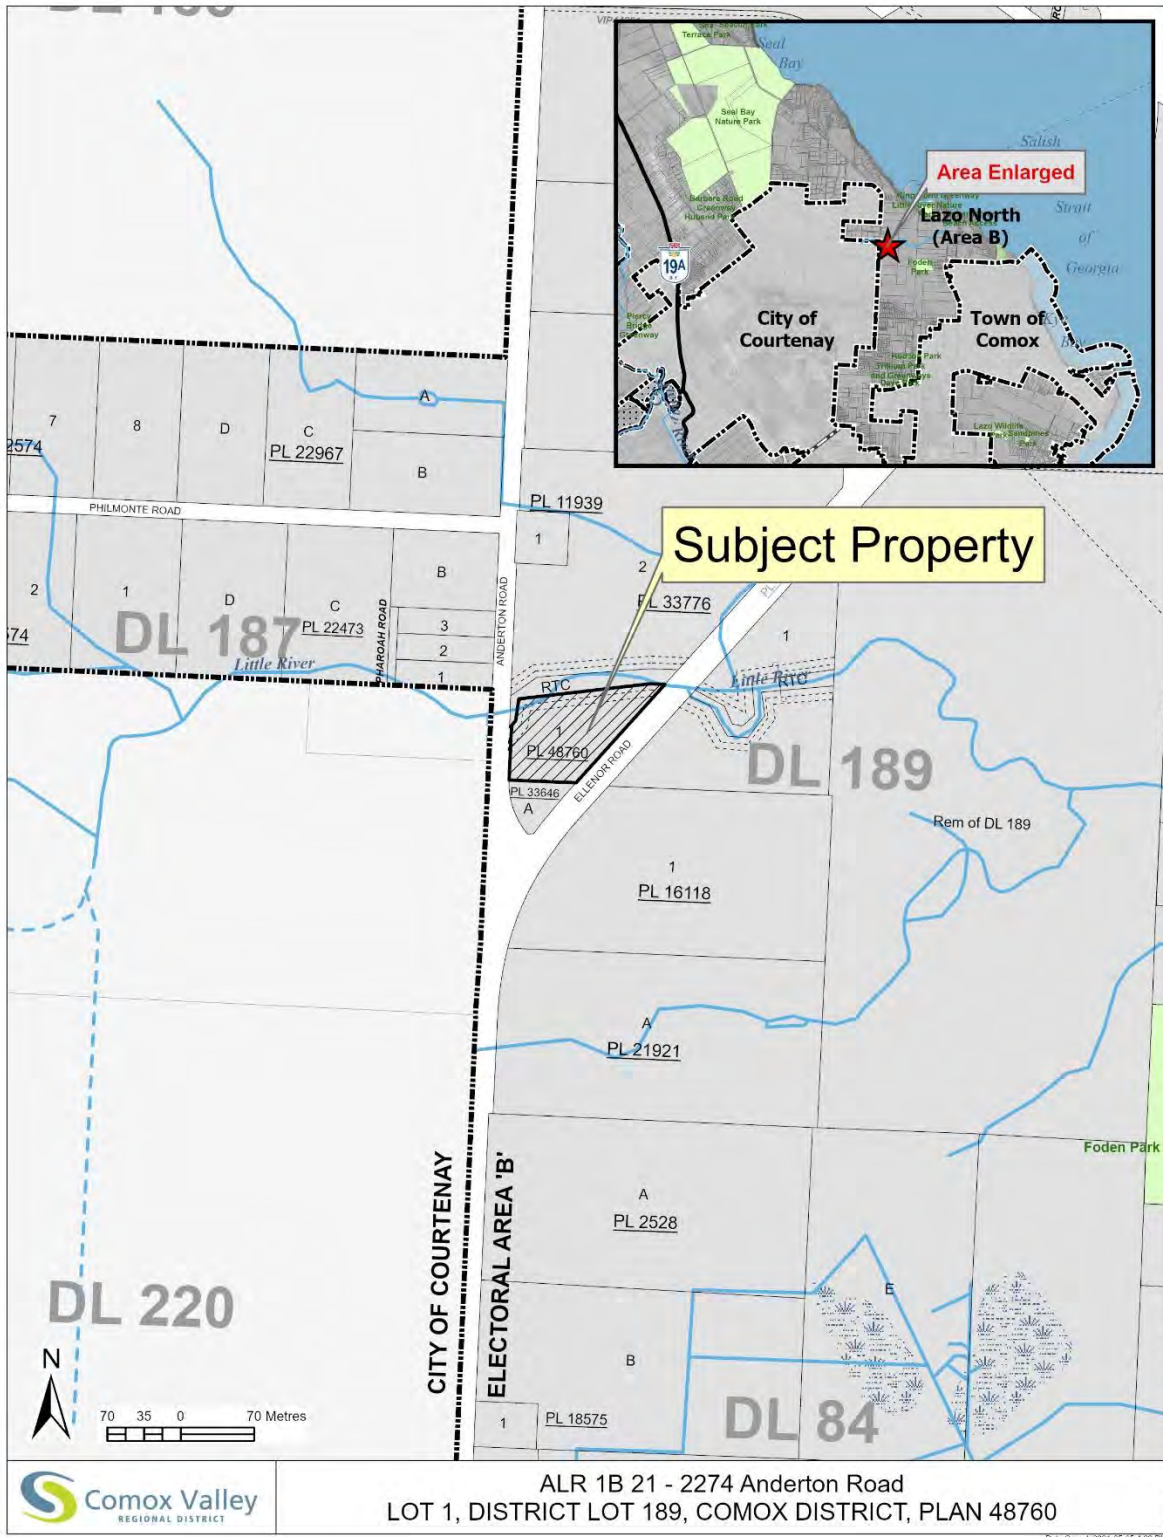 Seal
Bay
Seal Bay
Nature Park
Salish
Area Enlarged
Lazo North
(Area B)
Strait
of
Georgia
19A
Foden
Park
City of
Courtenay
Town of
Comox
7
8
D
C
PL 22967
A
B
2574
PHILMONTE ROAD
PL 11939
1
Subject Property
2
PL 33776
ANDERTON ROAD
2
1
D
C
PL 22473
B
3
2
1
PHAROAH ROAD
574
DL 187
Little River
RTC
1
PL 48760
PL 33646
A
ELLENOR ROAD
1
Little River
RTC
DL 189
Rem of DL 189
1
PL 16118
A
PL 21921
Foden Park
A
PL 2528
CITY OF COURTENAY
ELECTORAL AREA 'B'
DL 220
E
B
DL 84
1
PL 18575
N
70 35 0 70 Metres
Comox Valley
REGIONAL DISTRICT
ALR 1B 21 - 2274 Anderton Road
LOT 1, DISTRICT LOT 189, COMOX DISTRICT, PLAN 48760